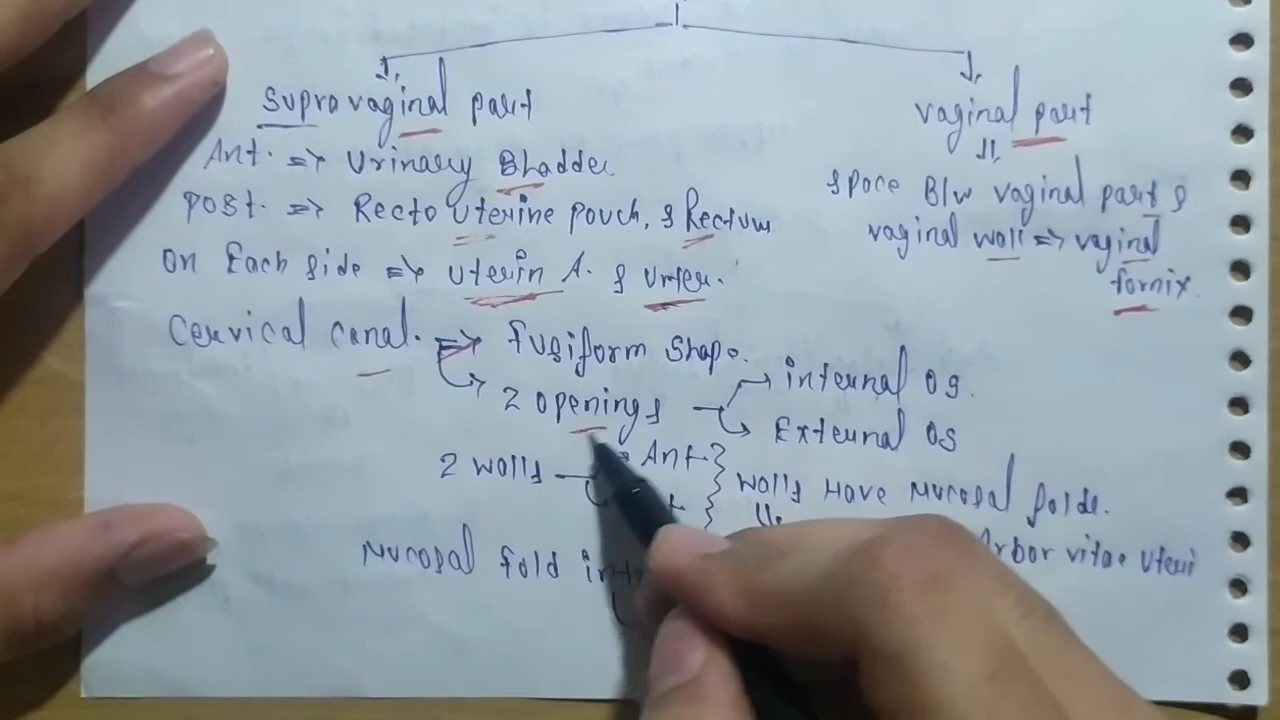 Supravaginal part
Ant. => Urinary Bladder.
post. => Recto Uterine pouch, & Rectum
on Each side => Uterin A. & Urter.
vaginal part
space B/w vaginal part &
vaginal wall => vaginal
fornix.
Cervical canal. => fusiform shape.
2 openings
internal os.
External os
2 walls
Ant
walls Have Mucosal folds.
Arbor vitae Uteri
Mucosal fold